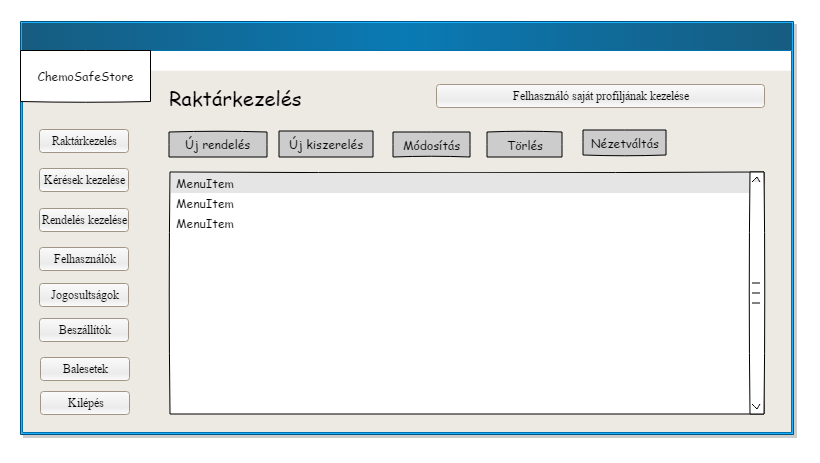 ChemoSafeStore
Raktárkezelés
Felhasználó saját profiljának kezelése
Új rendelés
Új kiszerelés
Módosítás
Törlés
Nézetváltás
Raktárkezelés
Kérések kezelése
Rendelés kezelése
Felhasználók
Jogosultságok
Beszállítók
Balesetek
Kilépés
MenuItem
MenuItem
MenuItem